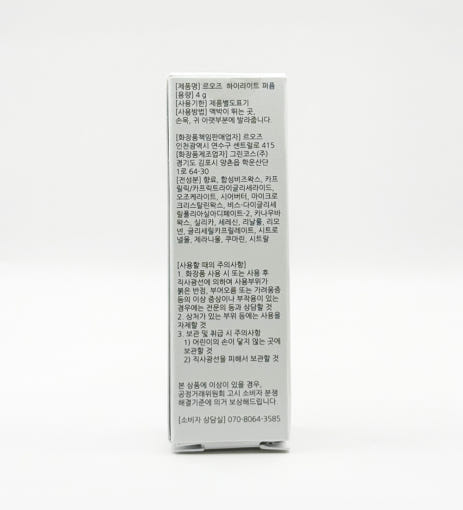 [제품명] 르오즈 하이라이트 퍼퓸
[용량] 4 g
[사용기한] 제품별도표기
[사용방법] 맥박이 뛰는 곳,
손목, 귀 아랫부분에 발라줍니다.
[화장품책임판매업자] 르오즈
인천광역시 연수구 센트럴로 415
[화장품제조업자] 그린코스(주)
경기도 김포시 양촌읍 학운산단
1로 64-30
[전성분] 향료, 합성비즈왁스, 카프
릴릭/카프릭트라이글리세라이드,
오조케라이트, 시어버터, 마이크로
크리스탈린왁스, 비스-다이글리세
릴폴리아실아디페이트-2, 카나우바
왁스, 실리카, 세레신, 리날룰, 리모
넨, 글리세릴카프릴레이트, 시트로
넬올, 제라니올, 쿠마린, 시트랄
[사용할 때의 주의사항]
1. 화장품 사용 시 또는 사용 후
직사광선에 의하여 사용부위가
붉은 반점, 부어오름 또는 가려움증
등의 이상 증상이나 부작용이 있는
경우에는 전문의 등과 상담할 것
2. 상처가 있는 부위 등에는 사용을
자제할 것
3. 보관 및 취급 시 주의사항
1) 어린이의 손이 닿지 않는 곳에
보관할 것
2) 직사광선을 피해서 보관할 것
본 상품에 이상이 있을 경우,
공정거래위원회 고시 소비자 분쟁
해결기준에 의거 보상해드립니다.
[소비자 상담실] 070-8064-3585